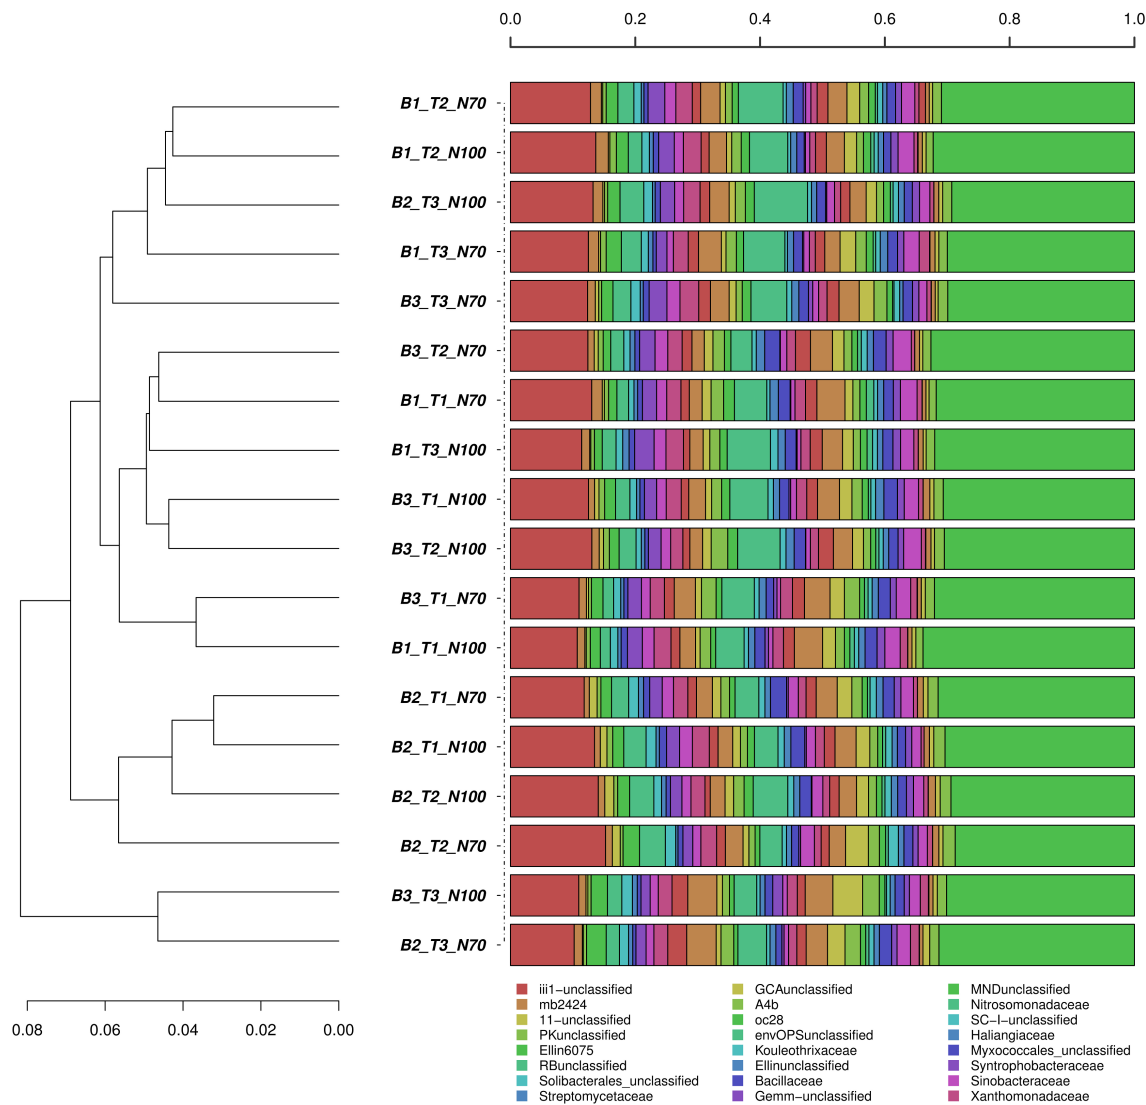 0.0 0.2 0.4 0.6 0.8 1.0
B1_T2_N70
B1_T2_N100
B2_T3_N100
B1_T3_N70
B3_T3_N70
B3_T2_N70
B1_T1_N70
B1_T3_N100
B3_T1_N100
B3_T2_N100
B3_T1_N70
B1_T1_N100
B2_T1_N70
B2_T1_N100
B2_T2_N100
B2_T2_N70
B3_T3_N100
B2_T3_N70
0.08 0.06 0.04 0.02 0.00
iii1-unclassified GCAunclassified MNDunclassified
mb2424 A4b Nitrosomonadaceae
11-unclassified oc28 SC-I-unclassified
PKunclassified envOPSunclassified Haliangiaceae
Ellin6075 Kouleothrixaceae Myxococcales_unclassified
RBunclassified Ellinunclassified Syntrophobacteraceae
Solibacterales_unclassified Bacillaceae Sinobacteraceae
Streptomycetaceae Gemm-unclassified Xanthomonadaceae